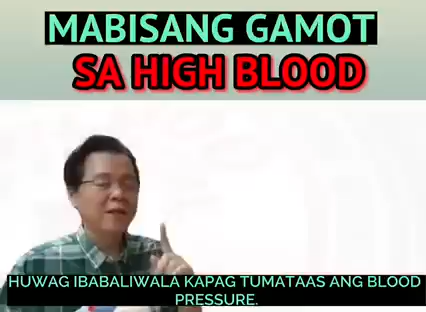 MABISANG GAMOT
SA HIGH BLOOD
HUWAG IBABALIWALA KAPAG TUMATAAS ANG BLOOD
PRESSURE.